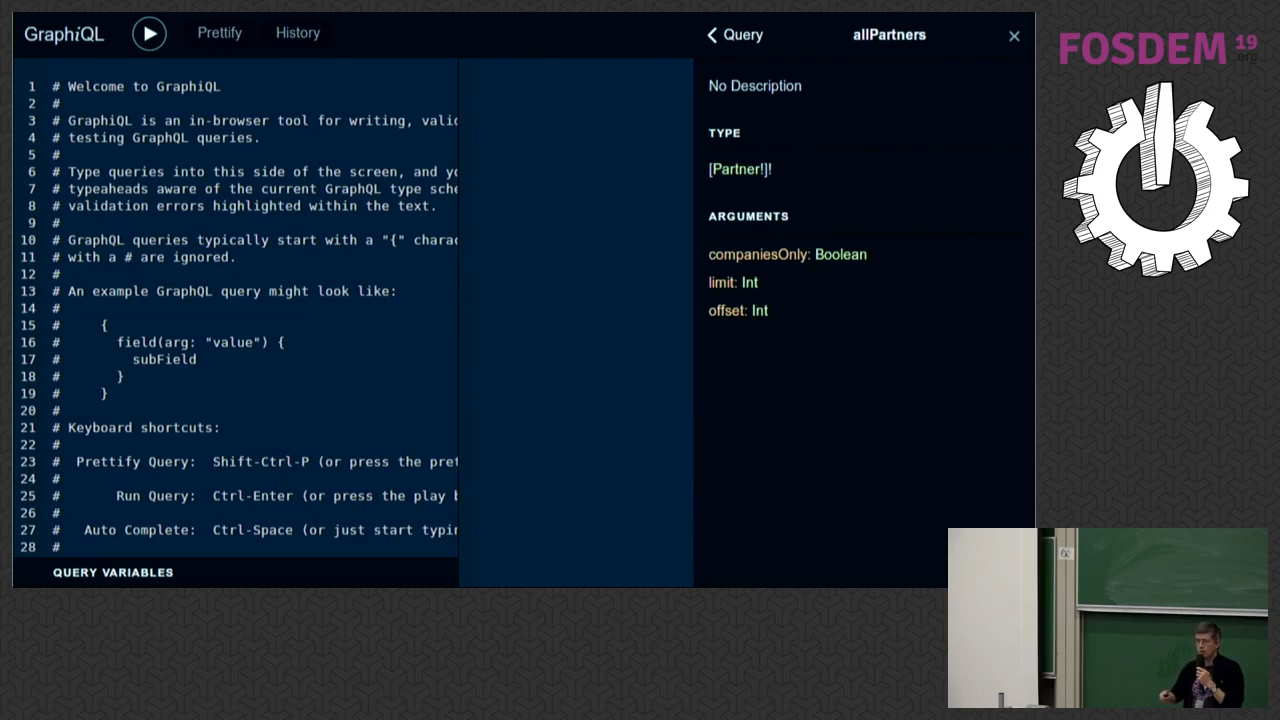 GraphiQL
Prettify
History
Query
allPartners
1 # Welcome to GraphiQL
2 #
3 # GraphiQL is an in-browser tool for writing,
4 # testing GraphQL queries.
5 #
6 # Type queries into this side of the screen, and
7 # typeaheads aware of the current GraphQL type
8 # validation errors highlighted within the text.
9 #
10 # GraphQL queries typically start with a "{"
11 # with a # are ignored.
12 #
13 # An example GraphQL query might look like:
14 #
15 # {
16 # field(arg: "value") {
17 # subField
18 # }
19 # }
20 #
21 # Keyboard shortcuts:
22 #
23 # Prettify Query: Shift-Ctrl-P (or press the
24 #
25 # Run Query: Ctrl-Enter (or press the play
26 #
27 # Auto Complete: Ctrl-Space (or just start
28 #
QUERY VARIABLES
No Description
TYPE
[Partner!]!
ARGUMENTS
companiesOnly: Boolean
limit: Int
offset: Int
FOSDEM 19
.org